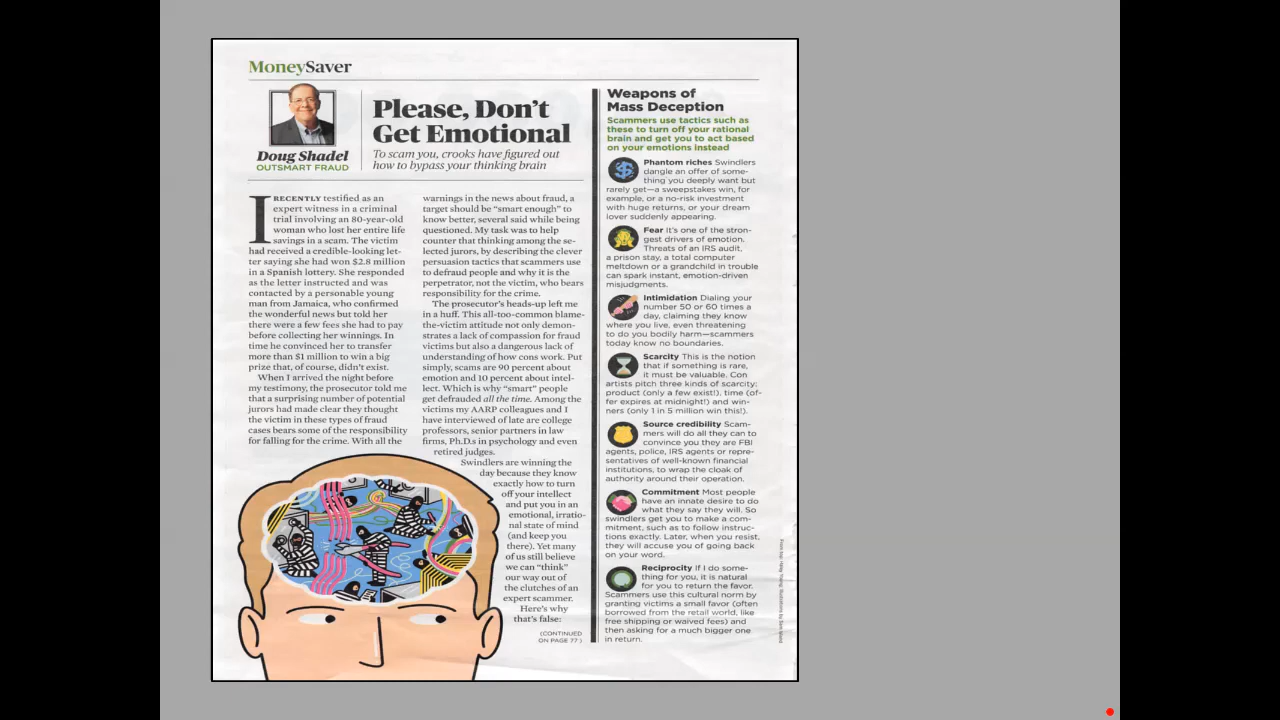 MoneySaver
Doug Shadel
OUTSMART FRAUD
Please, Don't
Get Emotional
To scam you, crooks have figured out
how to bypass your thinking brain
I RECENTLY testified as an
expert witness in a criminal
trial involving an 80-year-old
woman who lost her entire life
savings in a scam. The victim
had received a credible-looking let-
ter saying she had won $2.8 million
in a Spanish lottery. She responded
as the letter instructed and was
contacted by a personable young
man from Jamaica, who confirmed
the wonderful news but told her
there were a few fees she had to pay
before collecting her winnings. In
time he convinced her to transfer
more than $1 million to win a big
prize that, of course, didn't exist.
When I arrived the night before
my testimony, the prosecutor told me
that a surprising number of potential
jurors had made clear they thought
the victim in these types of fraud
cases bears some of the responsibility
for falling for the crime. With all the
warnings in the news about fraud, a
target should be "smart enough" to
know better, several said while being
questioned. My task was to help
counter that thinking among the se-
lected jurors, by describing the clever
persuasion tactics that scammers use
to defraud people and why it is the
perpetrator, not the victim, who bears
responsibility for the crime.
The prosecutor's heads-up left me
in a huff. This all-too-common blame-
the-victim attitude not only demon-
strates a lack of compassion for fraud
victims but also a dangerous lack of
understanding of how cons work. Put
simply, scams are 90 percent about
emotion and 10 percent about intel-
lect. Which is why "smart" people
get defrauded all the time. Among the
victims my AARP colleagues and I
have interviewed of late are college
professors, senior partners in law
firms, Ph.D.s in psychology and even
retired judges.
Swindlers are winning the
day because they know
exactly how to turn
off your intellect
and put you in an
emotional, irratio-
nal state of mind
(and keep you
there). Yet many
of us still believe
we can "think"
our way out of
the clutches of an
expert scammer.
Here's why
that's false:
(CONTINUED
ON PAGE 77)
Weapons of
Mass Deception
Scammers use tactics such as
these to turn off your rational
brain and get you to act based
on your emotions instead
Phantom riches Swindlers
dangle an offer of some-
thing you deeply want but
rarely get—a sweepstakes win, for
example, or a no-risk investment
with huge returns, or your dream
lover suddenly appearing.
Fear It's one of the stron-
gest drivers of emotion.
Threats of an IRS audit,
a prison stay, a total computer
meltdown or a grandchild in trouble
can spark instant, emotion-driven
misjudgments.
Intimidation Dialing your
number 50 or 60 times a
day, claiming they know
where you live, even threatening
to do you bodily harm—scammers
today know no boundaries.
Scarcity This is the notion
that if something is rare,
it must be valuable. Con
artists pitch three kinds of scarcity:
product (only a few exist!), time (of-
fer expires at midnight!) and win-
ners (only 1 in 5 million win this!).
Source credibility Scam-
mers will do all they can to
convince you they are FBI
agents, police, IRS agents or repre-
sentatives of well-known financial
institutions, to wrap the cloak of
authority around their operation.
Commitment Most people
have an innate desire to do
what they say they will. So
swindlers get you to make a com-
mitment, such as to follow instruc-
tions exactly. Later, when you resist,
they will accuse you of going back
on your word.
Reciprocity If I do some-
thing for you, it is natural
for you to return the favor.
Scammers use this cultural norm by
granting victims a small favor (often
borrowed from the retail world, like
free shipping or waived fees) and
then asking for a much bigger one
in return.